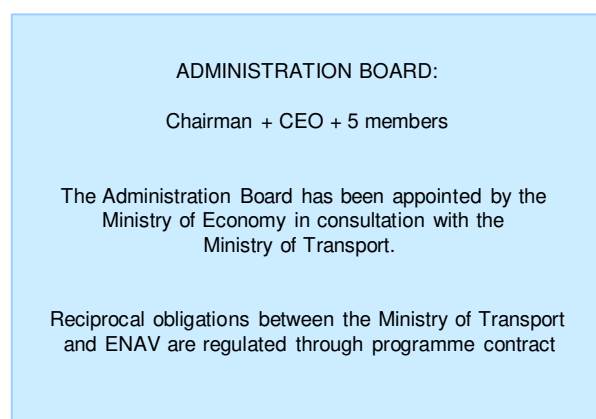 ADMINISTRATION BOARD:
Chairman + CEO + 5 members
The Administration Board has been appointed by the
Ministry of Economy in consultation with the
Ministry of Transport.
Reciprocal obligations between the Ministry of Transport
and ENAV are regulated through programme contract